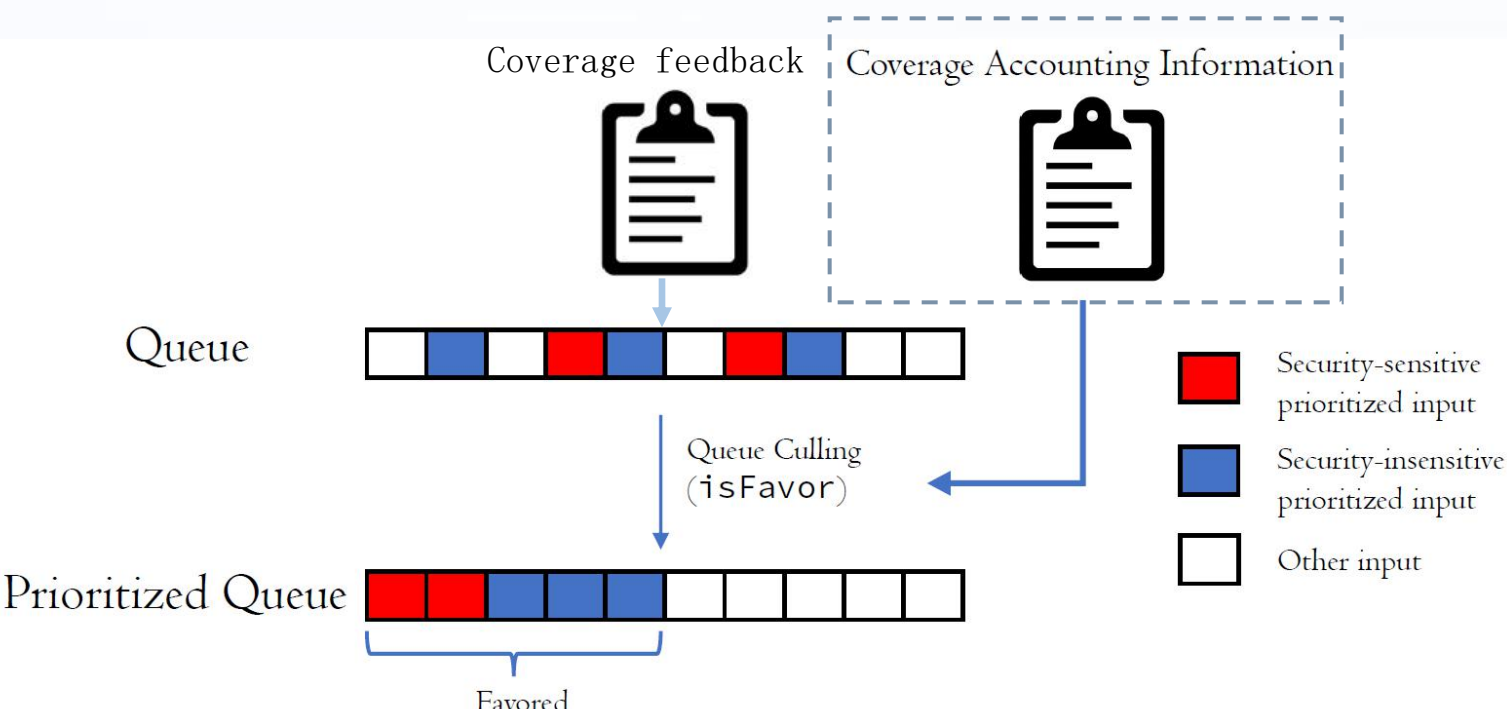 Coverage feedback
Coverage Accounting Information
Queue
Security-sensitive
prioritized input
Queue Culling
(isFavor)
Security-insensitive
prioritized input
Other input
Prioritized Queue
Favored